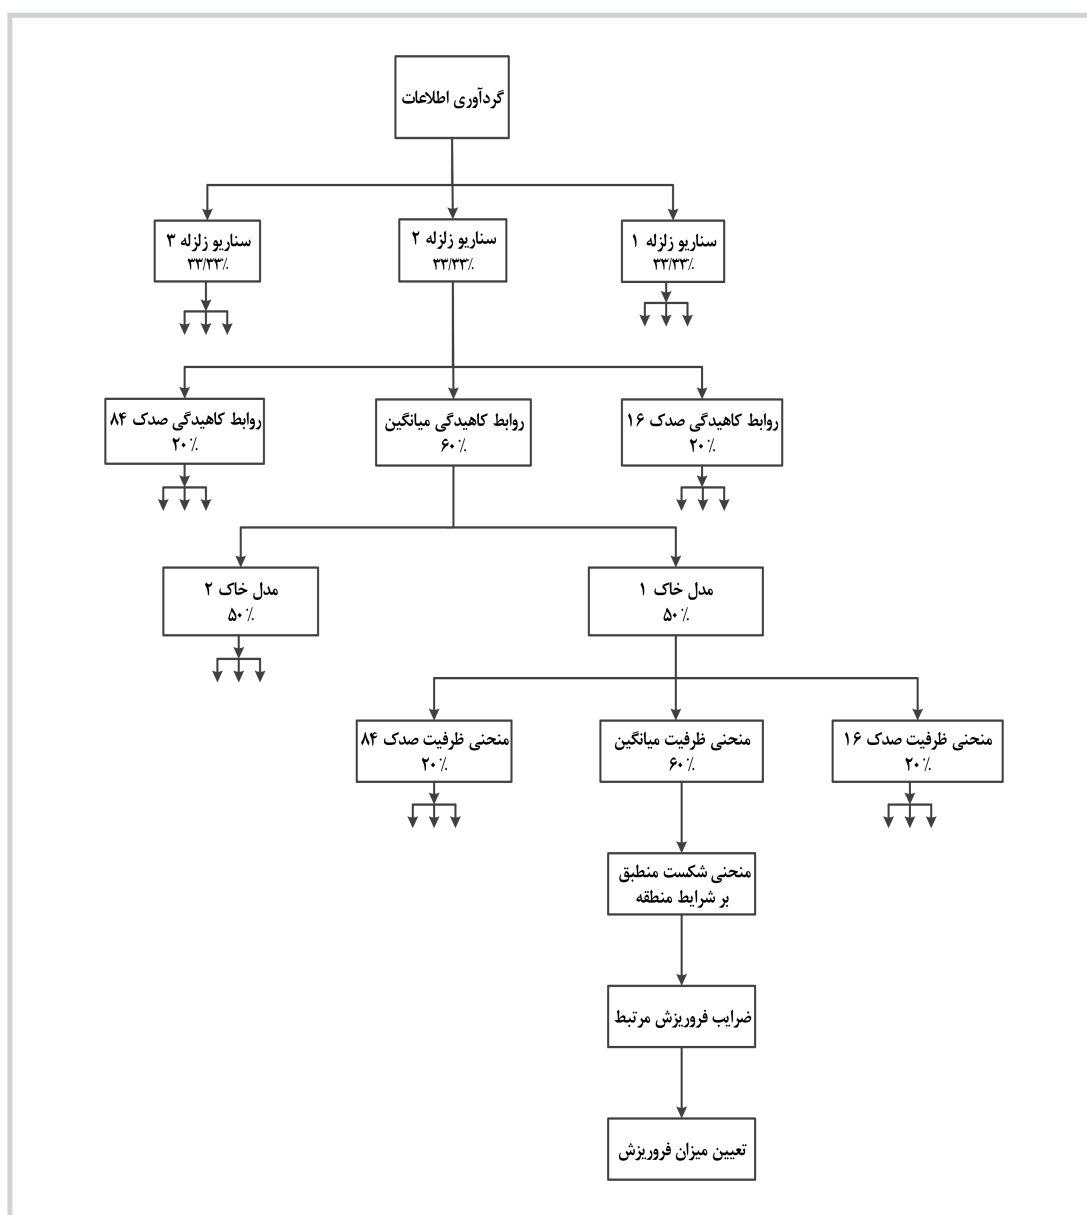 گردآوری اطلاعات
سناریو زلزله ۱
۳۳/۳۳٪
سناریو زلزله ۲
۳۳/۳۳٪
سناریو زلزله ۳
۳۳/۳۳٪
روابط کاهیدگی صدک ۱۶
۲۰٪
روابط کاهیدگی میانگین
۶۰٪
روابط کاهیدگی صدک ۸۴
۲۰٪
مدل خاک ۱
۵۰٪
مدل خاک ۲
۵۰٪
منحنی ظرفیت صدک ۱۶
۲۰٪
منحنی ظرفیت میانگین
۶۰٪
منحنی ظرفیت صدک ۸۴
۲۰٪
منحنی شکست منطبق
بر شرایط منطقه
ضرایب فروریزش مرتبط
تعیین میزان فروریزش